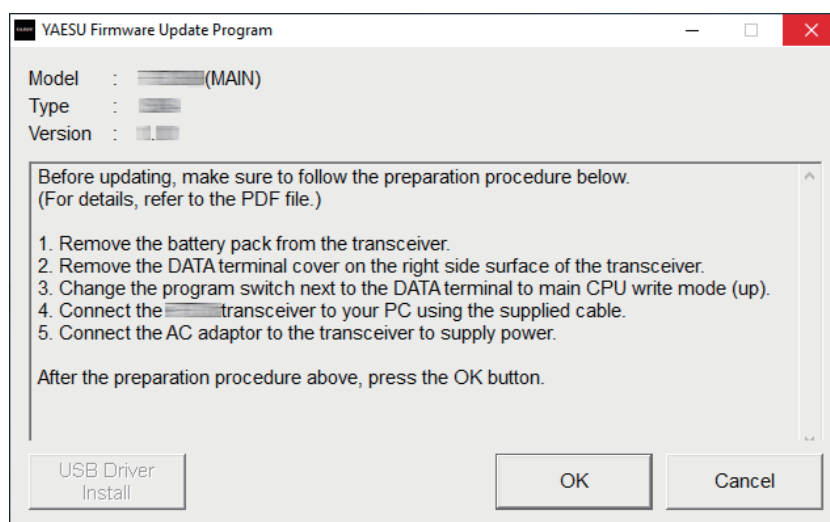 YAESU Firmware Update Program
Model : (MAIN)
Type :
Version : .
Before updating, make sure to follow the preparation procedure below.
(For details, refer to the PDF file.)
1. Remove the battery pack from the transceiver.
2. Remove the DATA terminal cover on the right side surface of the transceiver.
3. Change the program switch next to the DATA terminal to main CPU write mode (up).
4. Connect the transceiver to your PC using the supplied cable.
5. Connect the AC adaptor to the transceiver to supply power.
After the preparation procedure above, press the OK button.
USB Driver
Install
OK
Cancel